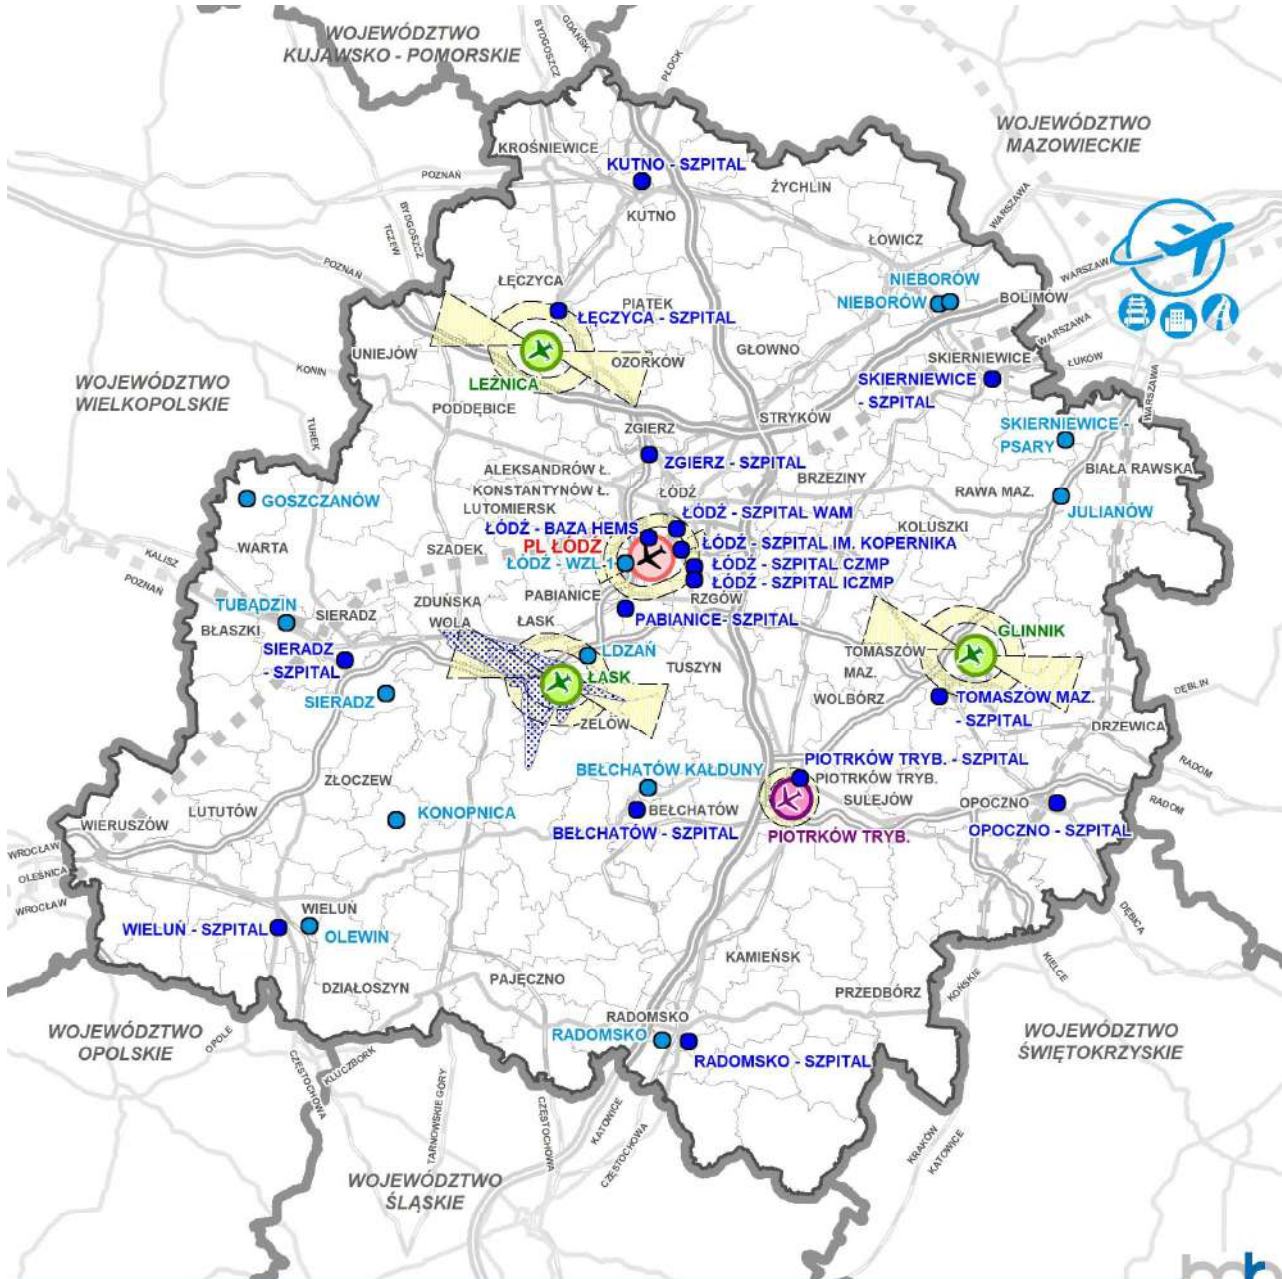 WOJEWÓDZTWO
KUJAWSKO - POMORSKIE
BYDGOSZCZ
GDAŃSK
PŁOCK
WOJEWÓDZTWO
MAZOWIECKIE
KROŚNIEWICE
KUTNO - SZPITAL
POZNAŃ
ŻYCHLIN
KUTNO
BYDGOSZCZ
TCZEW
WARSZAWA
ŁOWICZ
POZNAŃ
ŁĘCZYCA
NIEBORÓW
NIEBORÓW
BOLIMÓW
WARSZAWA
PIĄTEK
ŁĘCZYCA - SZPITAL
WARSZAWA
UNIEJÓW
OZORKÓW
GŁOWNO
SKIERNIEWICE
ŁUKÓW
KONIN
LEŹNICA
SKIERNIEWICE
- SZPITAL
WARSZAWA
WOJEWÓDZTWO
WIELKOPOLSKIE
PODDĘBICE
STRYKÓW
TUREK
ZGIERZ
SKIERNIEWICE -
PSARY
ZGIERZ - SZPITAL
ALEKSANDRÓW Ł.
BRZEZINY
BIAŁA RAWSKA
KONSTANTYNÓW Ł.
ŁÓDŹ
RAWA MAZ.
GOSZCZANÓW
LUTOMIERSK
ŁÓDŹ - SZPITAL WAM
JULIANÓW
ŁÓDŹ - BAZA HEMS
KOLUSZKI
WARTA
SZADEK
PL ŁÓDŹ
ŁÓDŹ - SZPITAL IM. KOPERNIKA
KALISZ
ŁÓDŹ - WZL 1
ŁÓDŹ - SZPITAL CZMP
POZNAŃ
ŁÓDŹ - SZPITAL ICZMP
PABIANICE
RZGÓW
TUBĄDZIN
SIERADZ
ZDUŃSKA
WOLA
ŁASK
PABIANICE- SZPITAL
BŁASZKI
GLINNIK
SIERADZ
- SZPITAL
LDZAŃ
TUSZYN
TOMASZÓW
MAZ.
ŁASK
DĘBLIN
SIERADZ
WOLBÓRZ
TOMASZÓW MAZ.
- SZPITAL
ZELÓW
DRZEWICA
PIOTRKÓW TRYB. - SZPITAL
RADOM
BEŁCHATÓW KAŁDUNY
PIOTRKÓW TRYB.
ZŁOCZEW
SULEJÓW
OPOCZNO
RADOM
LUTUTÓW
KONOPNICA
BEŁCHATÓW
WIERUSZÓW
BEŁCHATÓW - SZPITAL
PIOTRKÓW TRYB.
OPOCZNO - SZPITAL
WROCŁAW
OLEŚNICA
WROCŁAW
WIELUŃ
WIELUŃ - SZPITAL
OLEWIN
DĘBICA
KAMIEŃSK
KIELCE
PAJĘCZNO
KOŃSKIE
DZIAŁOSZYN
PRZEDBÓRZ
RADOMSKO
WOJEWÓDZTWO
OPOLSKIE
OPOLE
RADOMSKO
WOJEWÓDZTWO
ŚWIĘTOKRZYSKIE
RADOMSKO - SZPITAL
KLUCZBORK
CZĘSTOCHOWA
TARNOWSKIE GÓRY
CZĘSTOCHOWA
KATOWICE
CZĘSTOCHOWA
KRAKÓW
KATOWICE
WOJEWÓDZTWO
ŚLĄSKIE